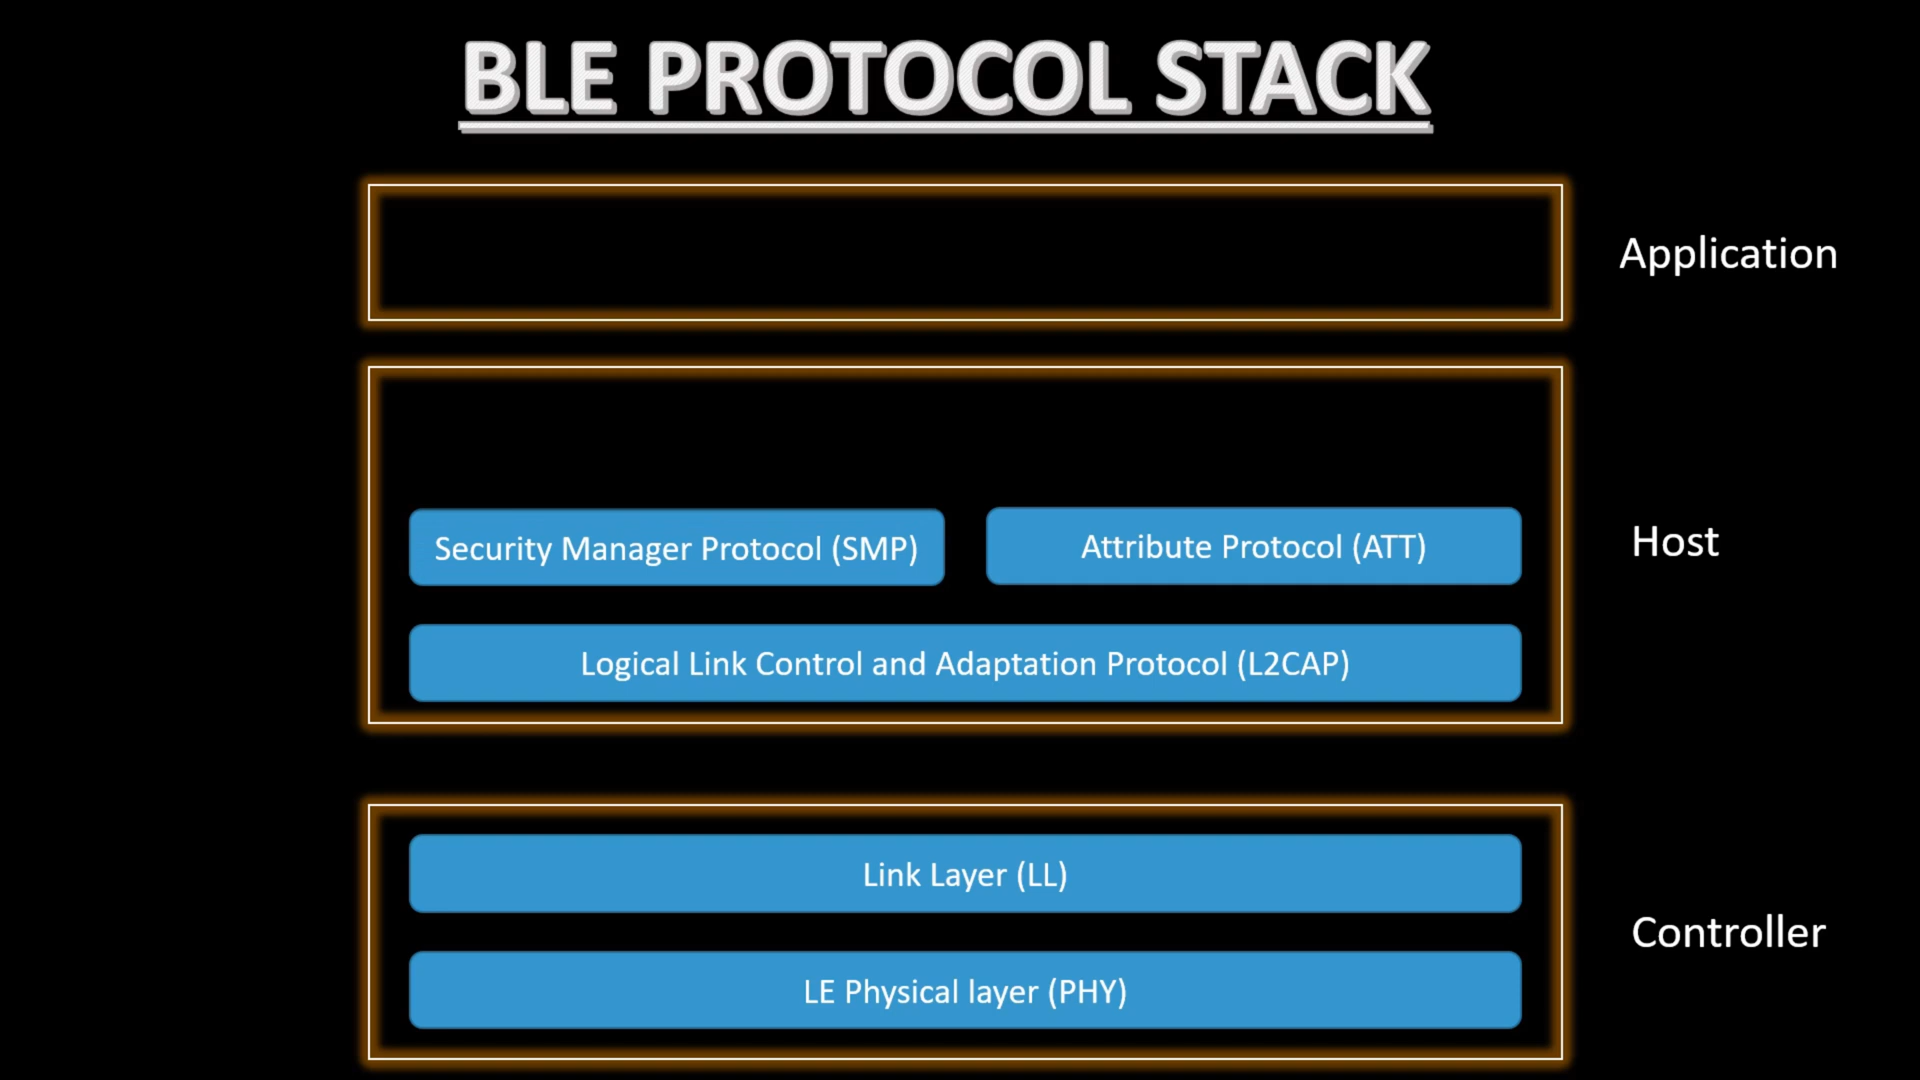 BLE PROTOCOL STACK
Application
Host
Security Manager Protocol (SMP)
Attribute Protocol (ATT)
Logical Link Control and Adaptation Protocol (L2CAP)
Link Layer (LL)
Controller
LE Physical layer (PHY)